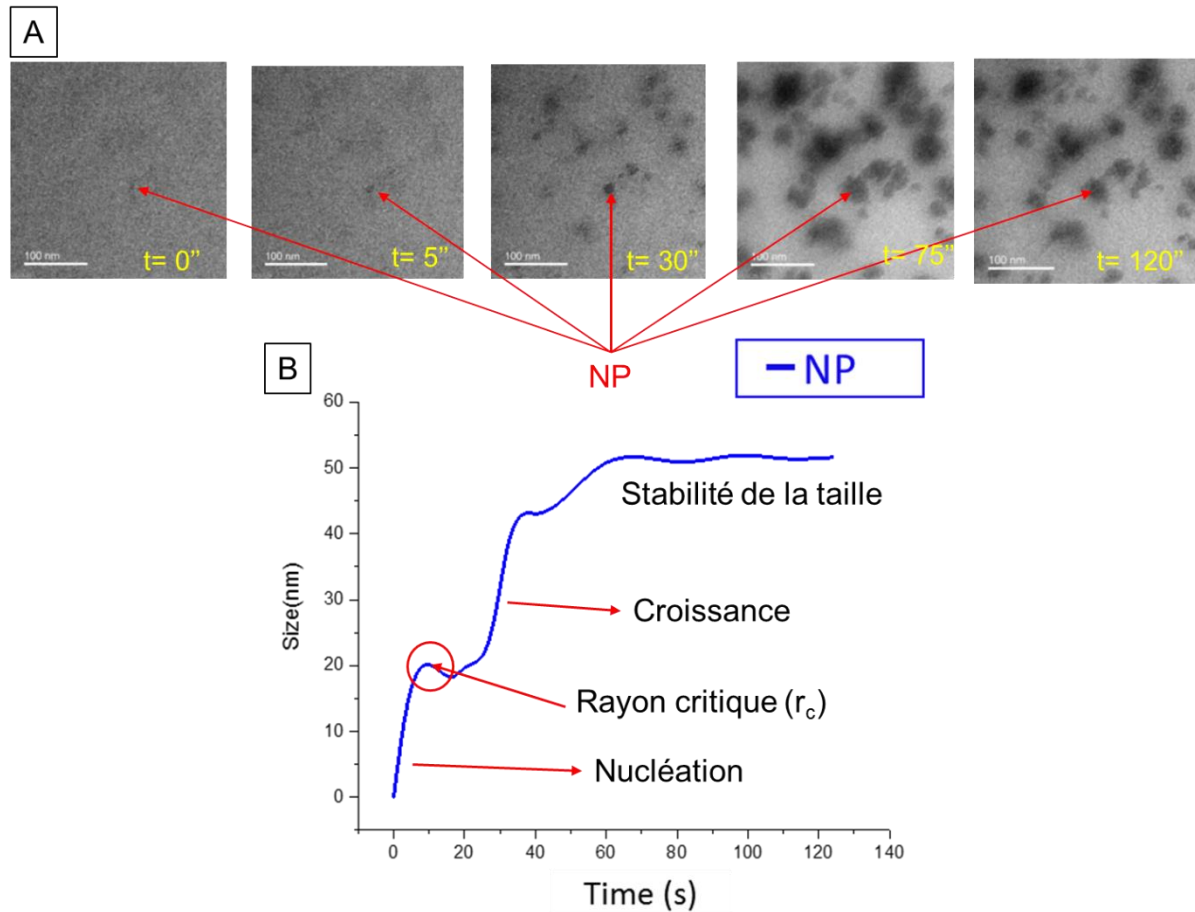 A
100 nm
t= 0”
100 nm
t= 5”
100 nm
t= 30”
100 nm
t= 75”
100 nm
t= 120”
NP
B
NP
60
50
40
30
20
10
0
Size(nm)
Stabilité de la taille
Croissance
Rayon critique (rc)
Nucléation
0 20 40 60 80 100 120 140
Time (s)